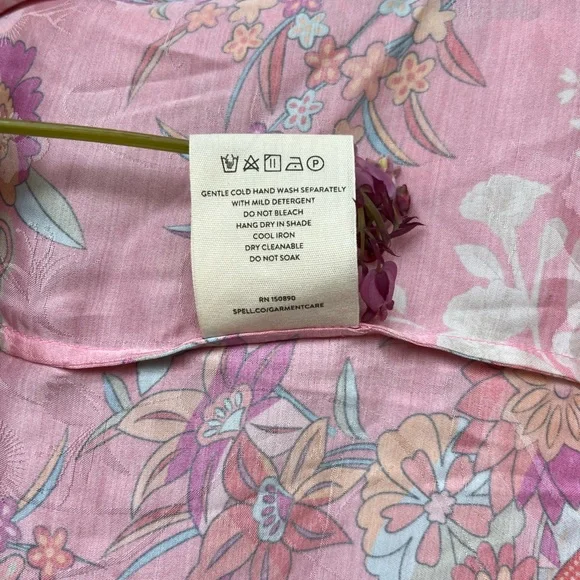 P
GENTLE COLD HAND WASH SEPARATELY
WITH MILD DETERGENT
DO NOT BLEACH
HANG DRY IN SHADE
COOL IRON
DRY CLEANABLE
DO NOT SOAK
RN 150890
SPELL.CO/GARMENTCARE